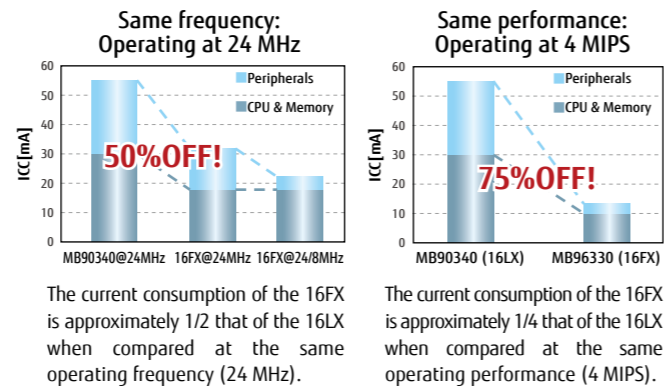 Same frequency:
Operating at 24 MHz
60
50
40
30
20
10
0
ICC[mA]
Peripherals
CPU & Memory
50%OFF!
MB90340@24MHz 16FX@24MHz 16FX@24/8MHz
The current consumption of the 16FX
is approximately 1/2 that of the 16LX
when compared at the same
operating frequency (24 MHz).
Same performance:
Operating at 4 MIPS
60
50
40
30
20
10
0
ICC[mA]
Peripherals
CPU & Memory
75%OFF!
MB90340 (16LX) MB96330 (16FX)
The current consumption of the 16FX
is approximately 1/4 that of the 16LX
when compared at the same
operating performance (4 MIPS).